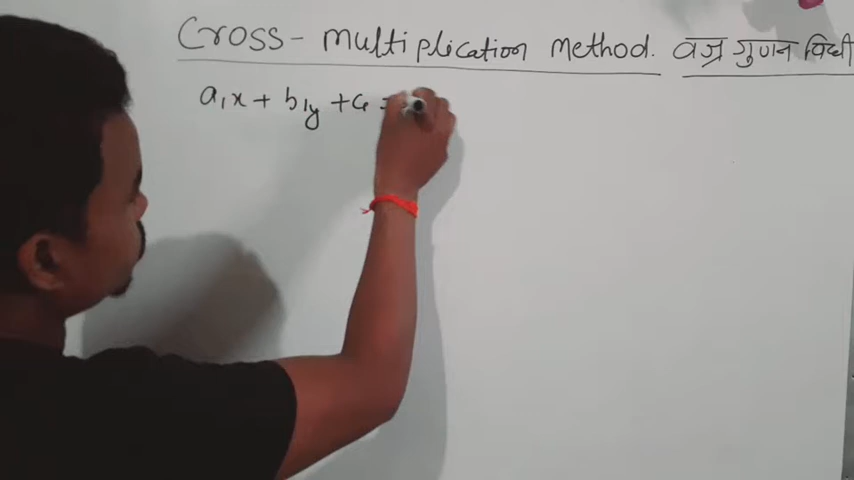 Cross- multiplication method. वज्र गुणन विधी
a₁x + b₁y + c₁ =